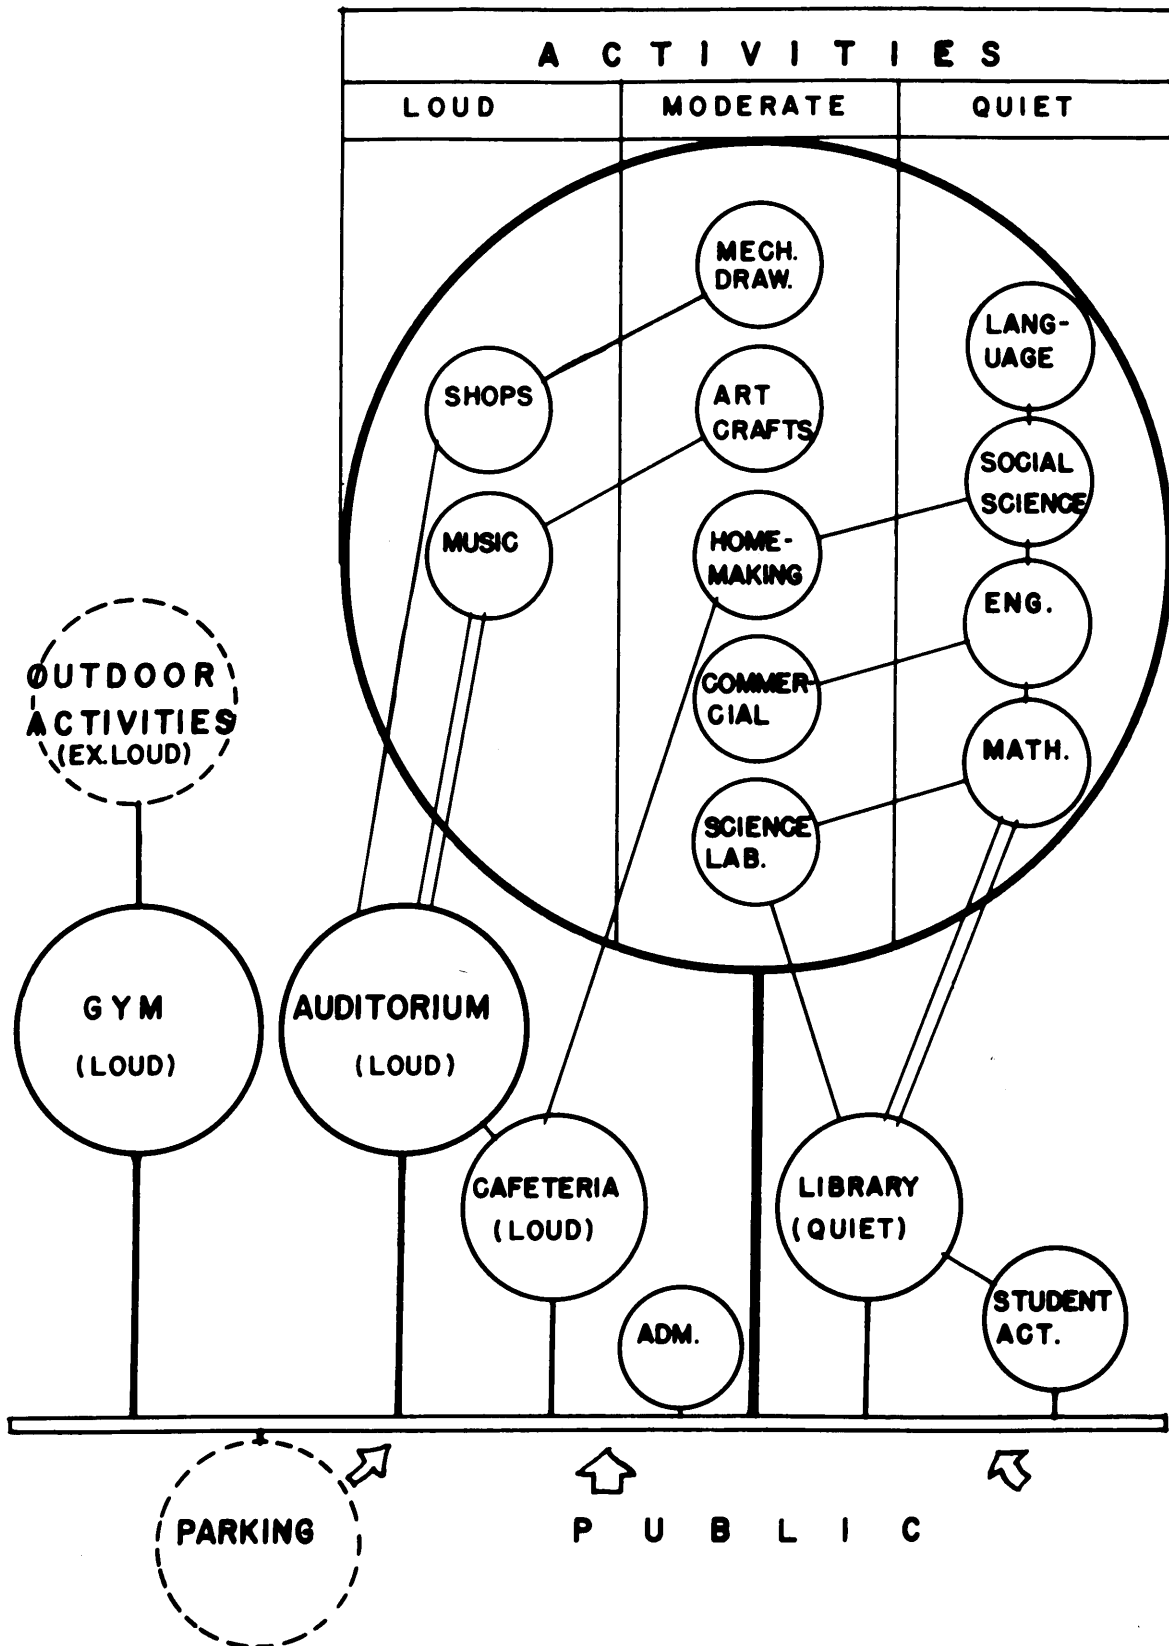 ACTIVITIES
LOUD
MODERATE
QUIET
MECH.
DRAW.
LANG-
UAGE
SHOPS
ART
CRAFTS
SOCIAL
SCIENCE
MUSIC
HOME-
MAKING
ENG.
OUTDOOR
ACTIVITIES
(EX.LOUD)
COMMER-
CIAL
MATH.
SCIENCE
LAB.
GYM
(LOUD)
AUDITORIUM
(LOUD)
CAFETERIA
(LOUD)
LIBRARY
(QUIET)
ADM.
STUDENT
ACT.
PARKING
PUBLIC